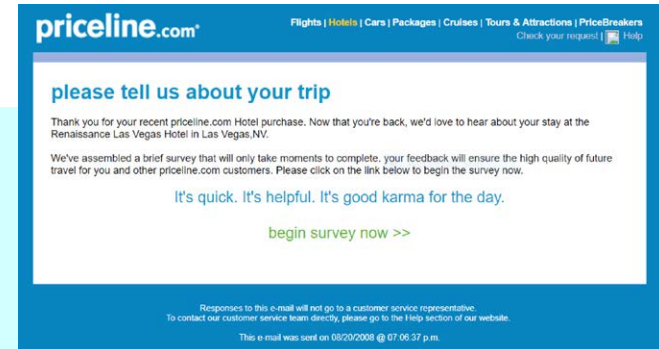 priceline.com®
Flights | Hotels | Cars | Packages | Cruises | Tours & Attractions | PriceBreakers
Check your request | Help
please tell us about your trip
Thank you for your recent priceline.com Hotel purchase. Now that you're back, we'd love to hear about your stay at the
Renaissance Las Vegas Hotel in Las Vegas,NV.
We've assembled a brief survey that will only take moments to complete, your feedback will ensure the high quality of future
travel for you and other priceline.com customers. Please click on the link below to begin the survey now.
It's quick. It's helpful. It's good karma for the day.
begin survey now >>
Responses to this e-mail will not go to a customer service representative.
To contact our customer service team directly, please go to the Help section of our website.
This e-mail was sent on 08/20/2008 @ 07:06:37 p.m.